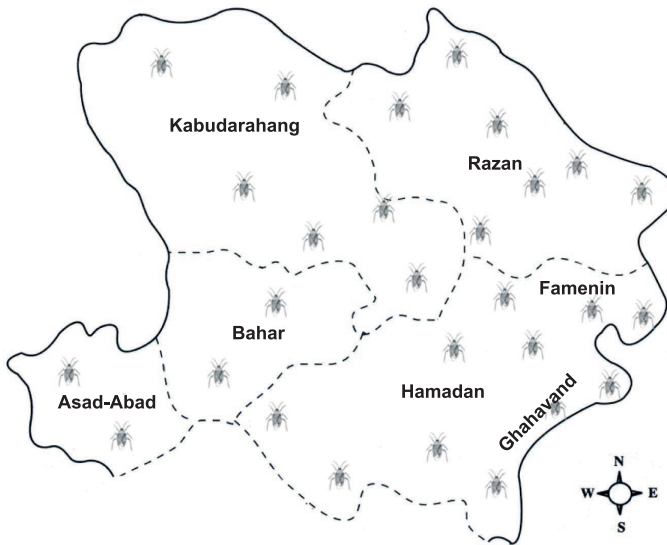 Kabudarahang
Razan
Famenin
Bahar
Hamadan
Asad-Abad
Ghahavand
N
W E
S